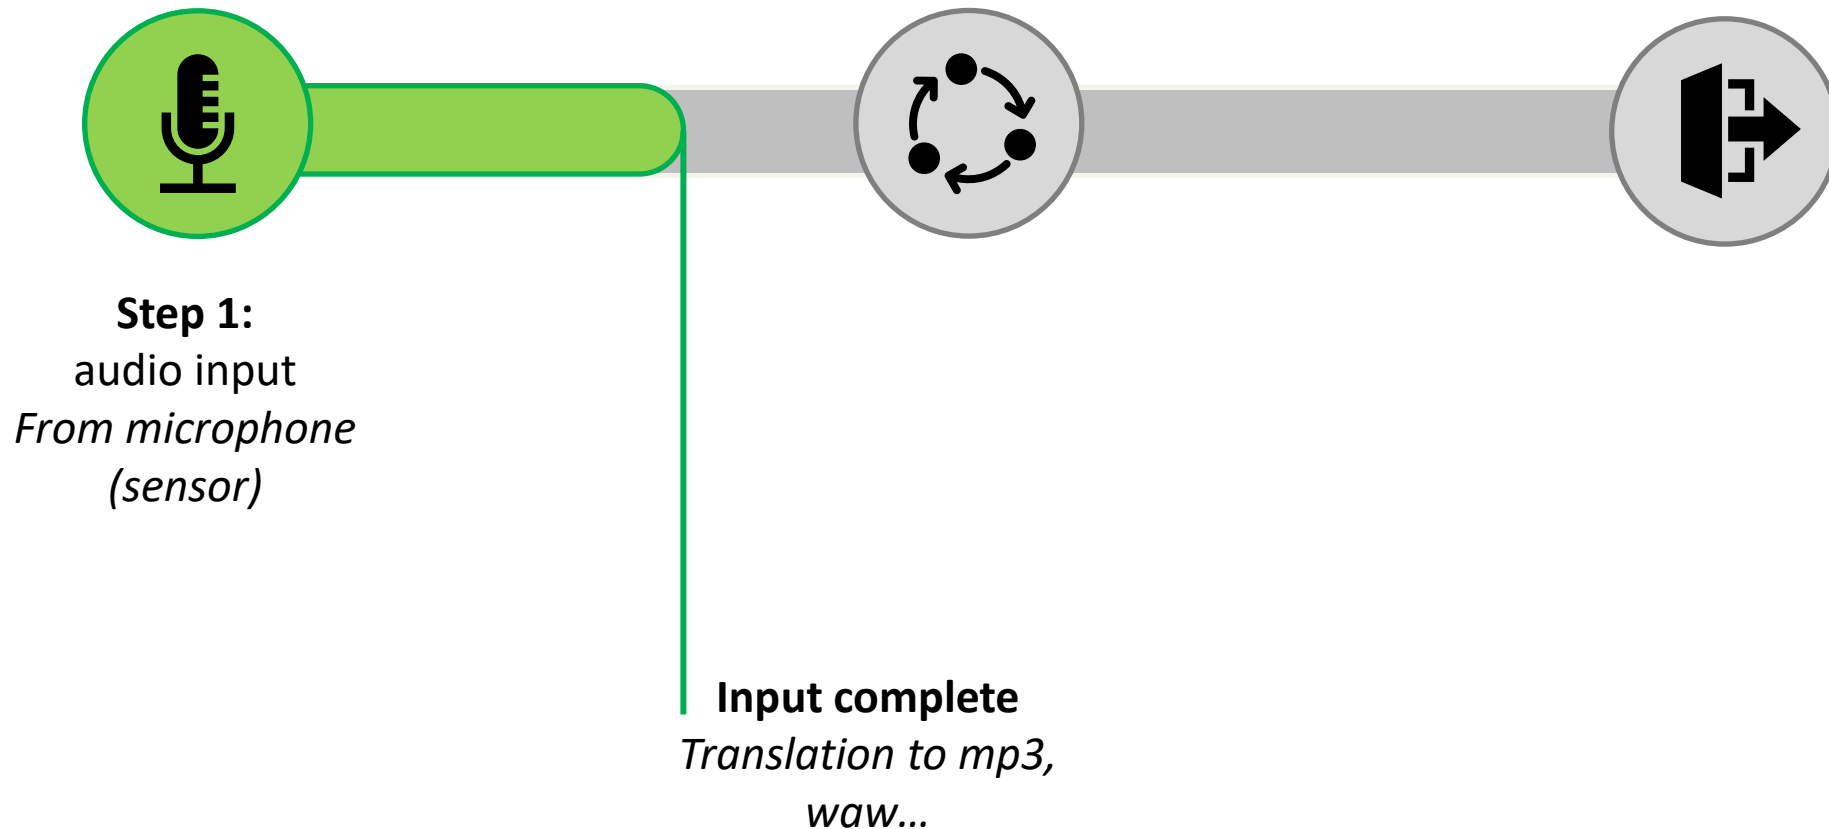 Step 1:
audio input
From microphone
(sensor)
Input complete
Translation to mp3,
waw...